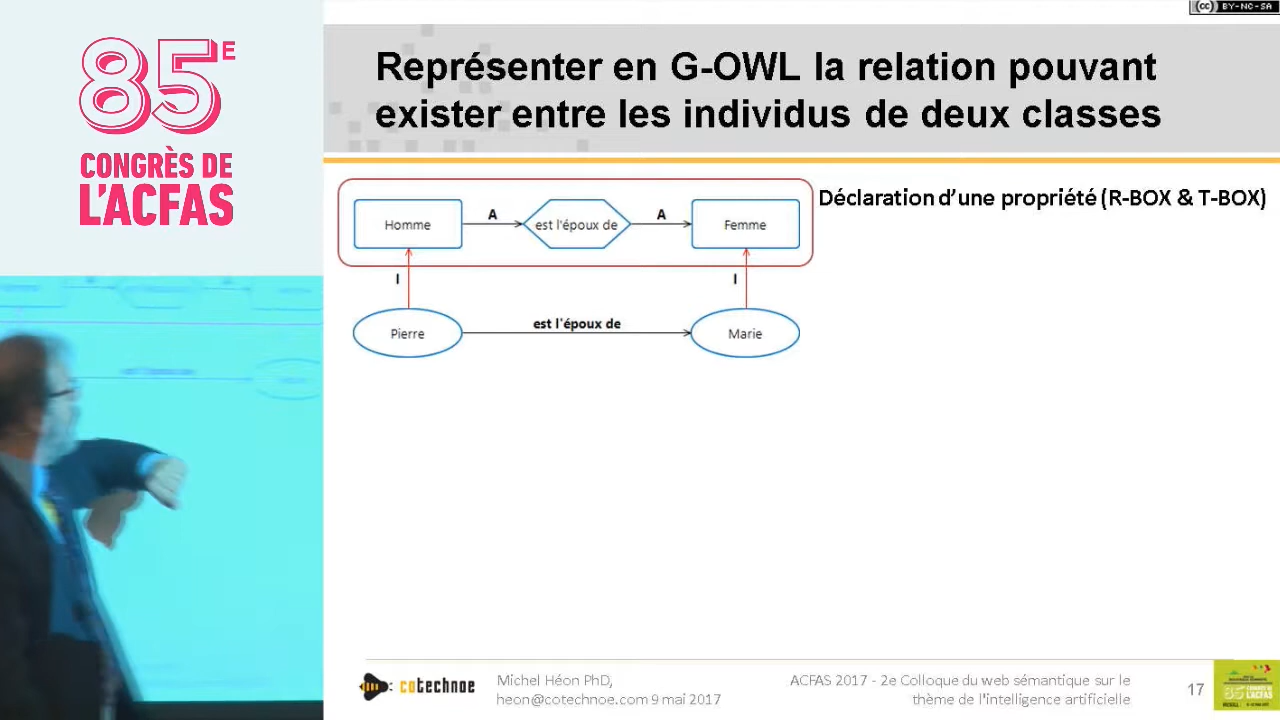 BY-NC-SA
85E
CONGRÈS DE
L'ACFAS
Représenter en G-OWL la relation pouvant
exister entre les individus de deux classes
Déclaration d'une propriété (R-BOX & T-BOX)
Homme
A
est l'époux de
A
Femme
I
I
Pierre
est l'époux de
Marie
cotechnoe
Michel Héon PhD,
heon@cotechnoe.com 9 mai 2017
ACFAS 2017 - 2e Colloque du web sémantique sur le
thème de l'intelligence artificielle
17